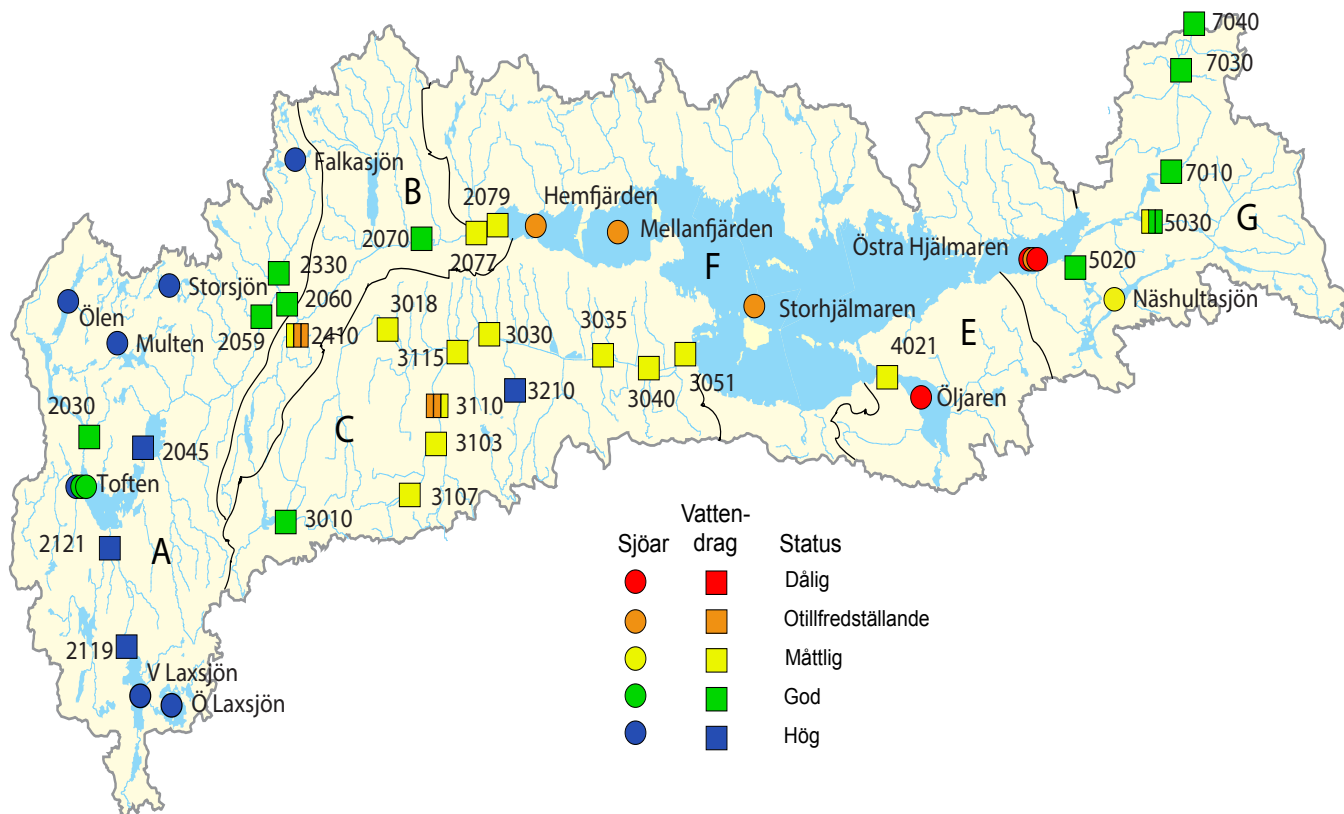 7040
7030
Falkasjön
B
2079
Hemfjärden
7010
G
2070
Mellanfjärden
5030
2077
F
Östra Hjälmaren
5020
2330
Storsjön
2060
Ölen
3018
Storhjälmaren
Näshultasjön
Multen
2059
2410
3030
3035
E
3115
4021
3051
3040
3210
Öljaren
2030
3110
C
2045
3103
Toften
3107
3010
2121
A
Vatten-
Sjöar
drag
Status
Dålig
Otillfredställande
2119
Måttlig
V Laxsjön
God
Ö Laxsjön
Hög